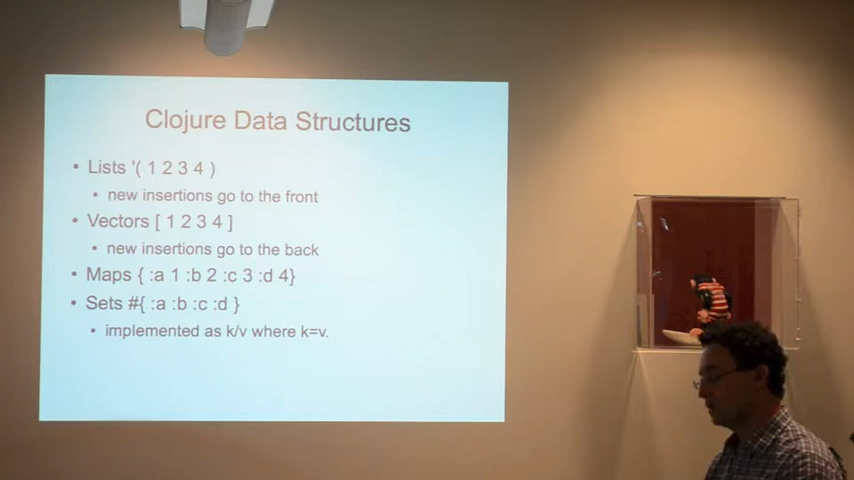 Clojure Data Structures
• Lists '( 1 2 3 4 )
• new insertions go to the front
• Vectors [ 1 2 3 4 ]
• new insertions go to the back
• Maps { :a 1 :b 2 :c 3 :d 4}
• Sets #{ :a :b :c :d }
• implemented as k/v where k=v.